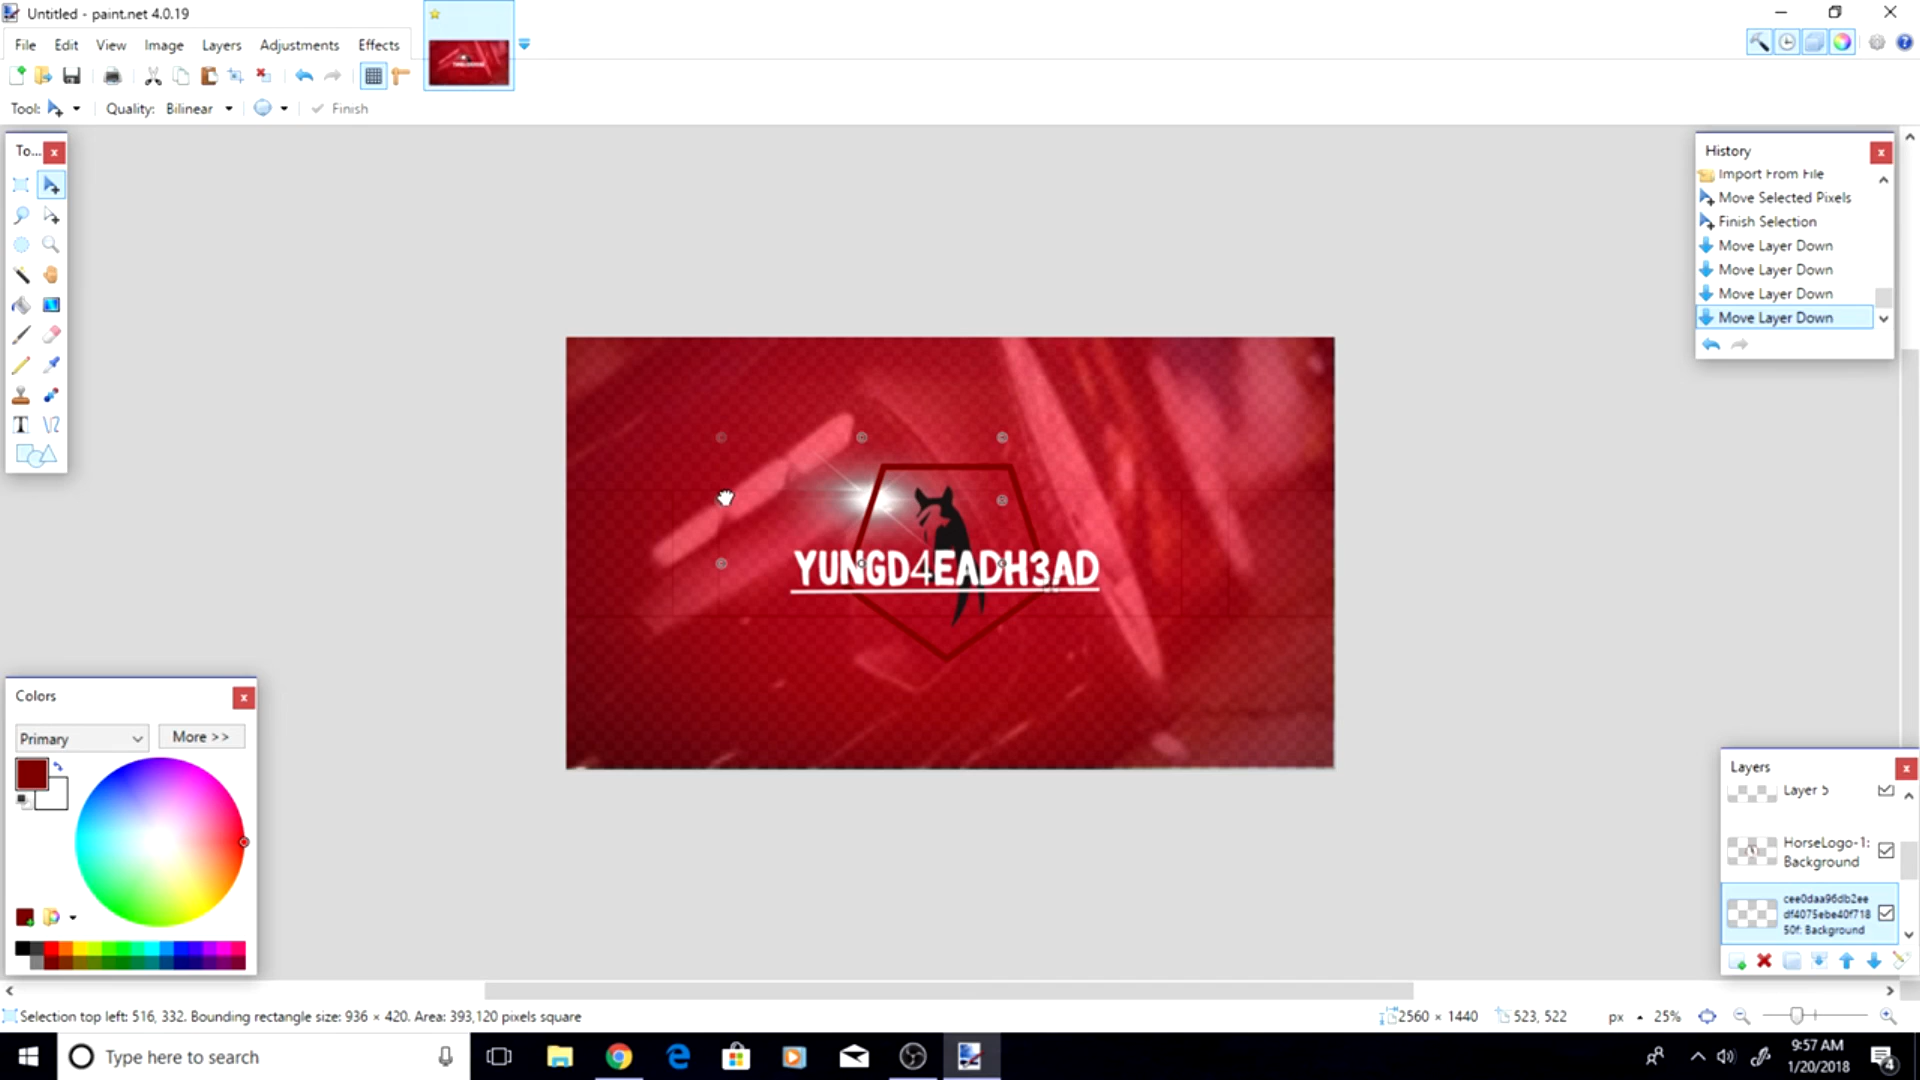 Untitled - paint.net 4.0.19
File Edit View Image Layers Adjustments Effects
Tool: Quality: Bilinear Finish
To...
History
Import From File
Move Selected Pixels
Finish Selection
Move Layer Down
Move Layer Down
Move Layer Down
Move Layer Down
YUNGD4EADH3AD
Colors
Primary More >>
Layers
Layer 5
HorseLogo-1:
Background
cee0daa96db2ee
df4075ebe40f718
50f: Background
Selection top left: 516, 332. Bounding rectangle size: 936 × 420. Area: 393,120 pixels square 2560 × 1440 523, 522 px 25%
Type here to search
9:57 AM
1/20/2018
4